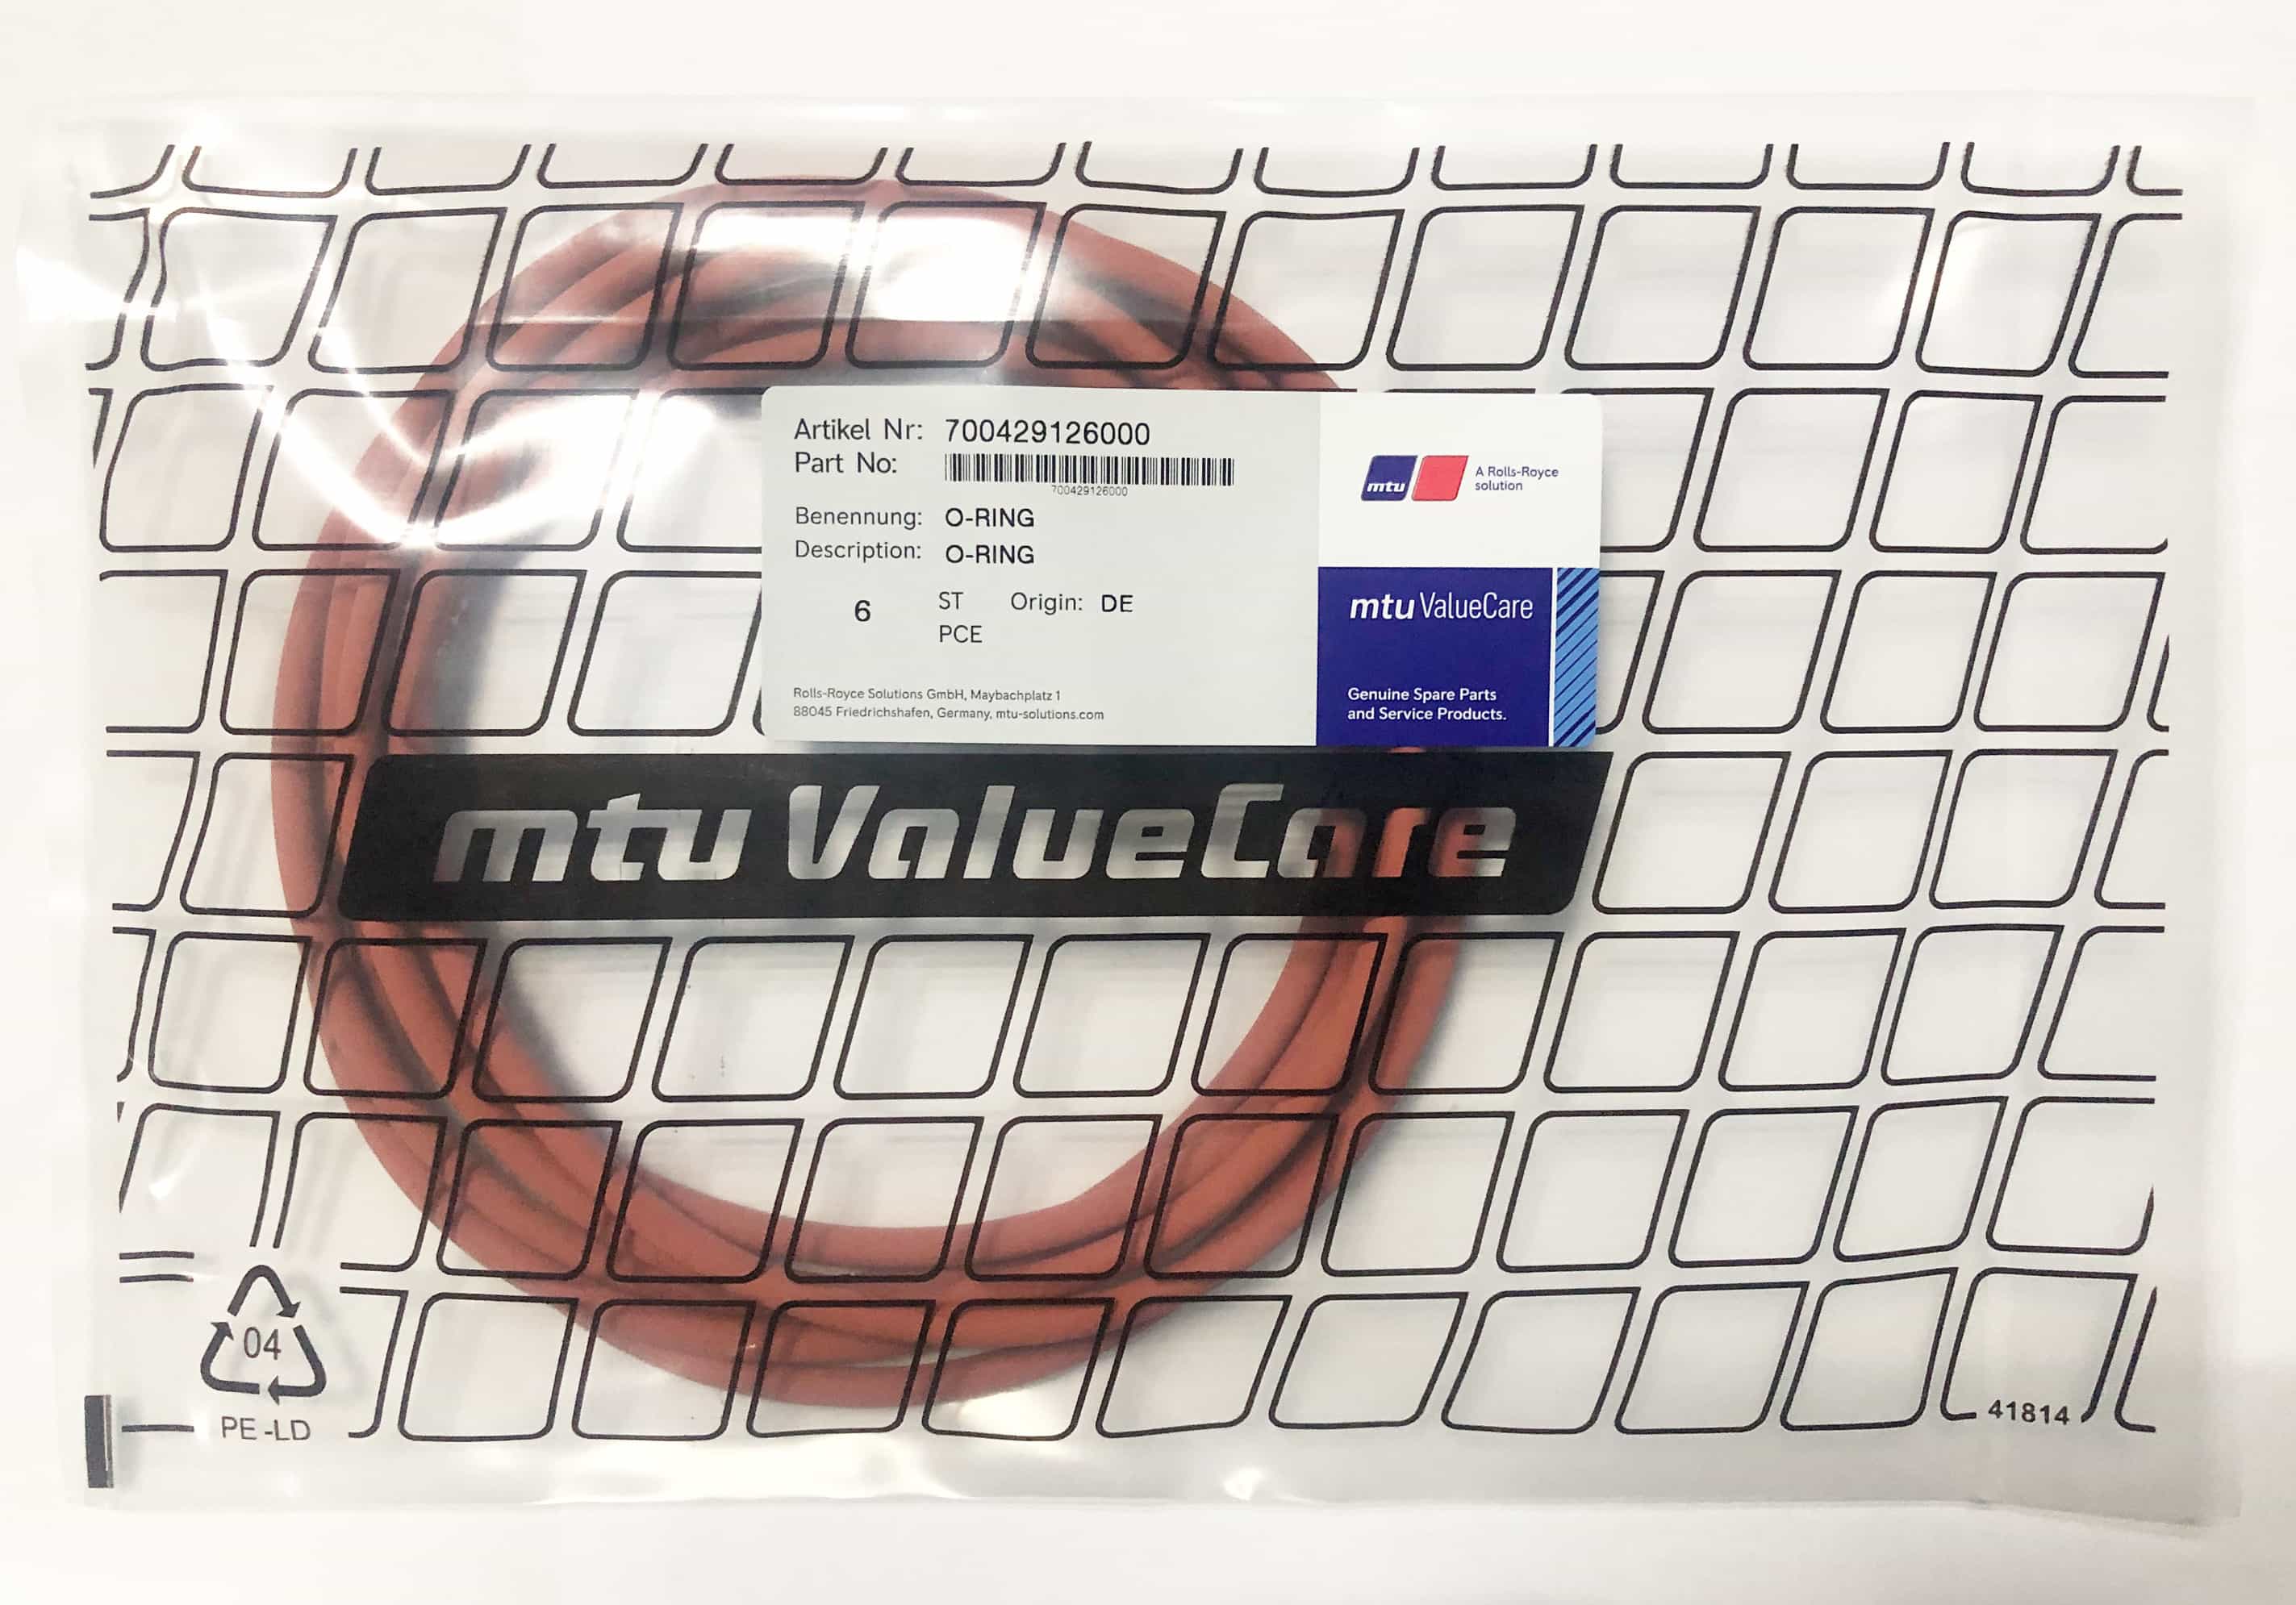 Artikel Nr: 700429126000
Part No:
700429126000
Benennung: O-RING
Description: O-RING
6 ST Origin: DE
PCE
Rolls-Royce Solutions GmbH, Maybachplatz 1
88045 Friedrichshafen, Germany, mtu-solutions.com
mtu
A Rolls-Royce
solution
mtu ValueCare
Genuine Spare Parts
and Service Products.
mtu ValueCare
04
PE-LD
41814